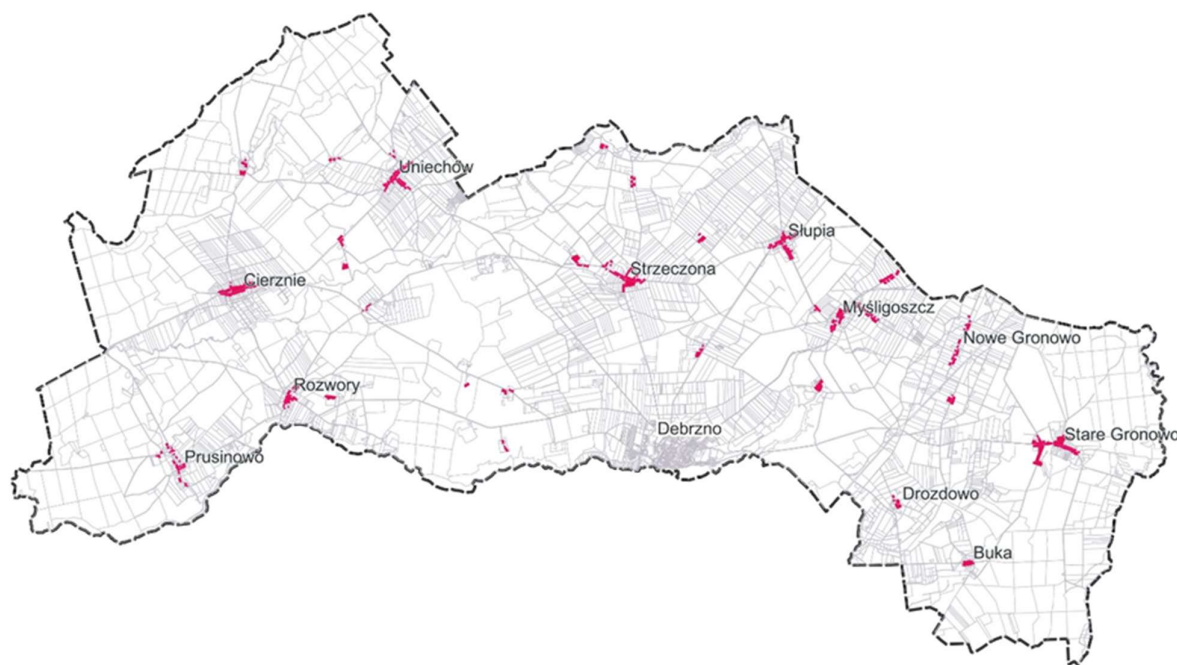 Uniechów
Słupia
Strzeczona
Cierznie
Myśligoszcz
Nowe Gronowo
Rozwory
Debrzno
Stare Gronowo
Prusinowo
Drozdowo
Buka